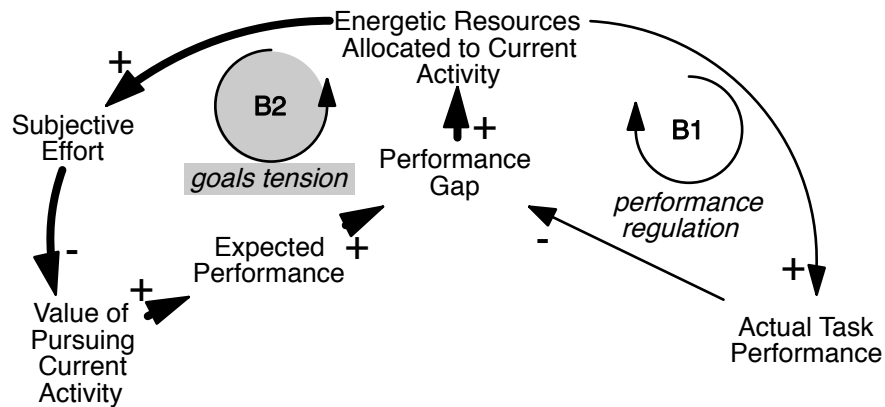 Energetic Resources
Allocated to Current
Activity
+
B2
goals tension
Subjective
Effort
+
Performance
Gap
B1
performance
regulation
-
Expected
Performance
+
-
+
+
Value of
Pursuing
Current
Activity
Actual Task
Performance